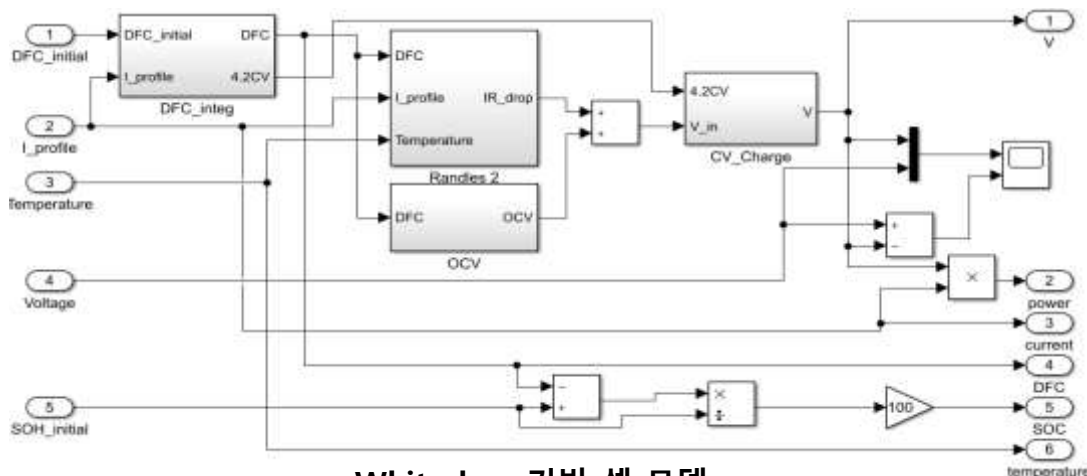 1
DFC_initial
2
I_profile
3
Temperature
4
Voltage
5
SOH_initial
DFC_initial
DFC
I_profile
4.2CV
DFC_integ
DFC
I_profile
IR_drop
Temperature
Randles 2
DFC
OCV
OCV
+
+
4.2CV
V
V_in
CV_Charge
+
−
×
−
+
×
÷
100
1
V
2
power
3
current
4
DFC
5
SOC
6
temperature
기반 셀 모델